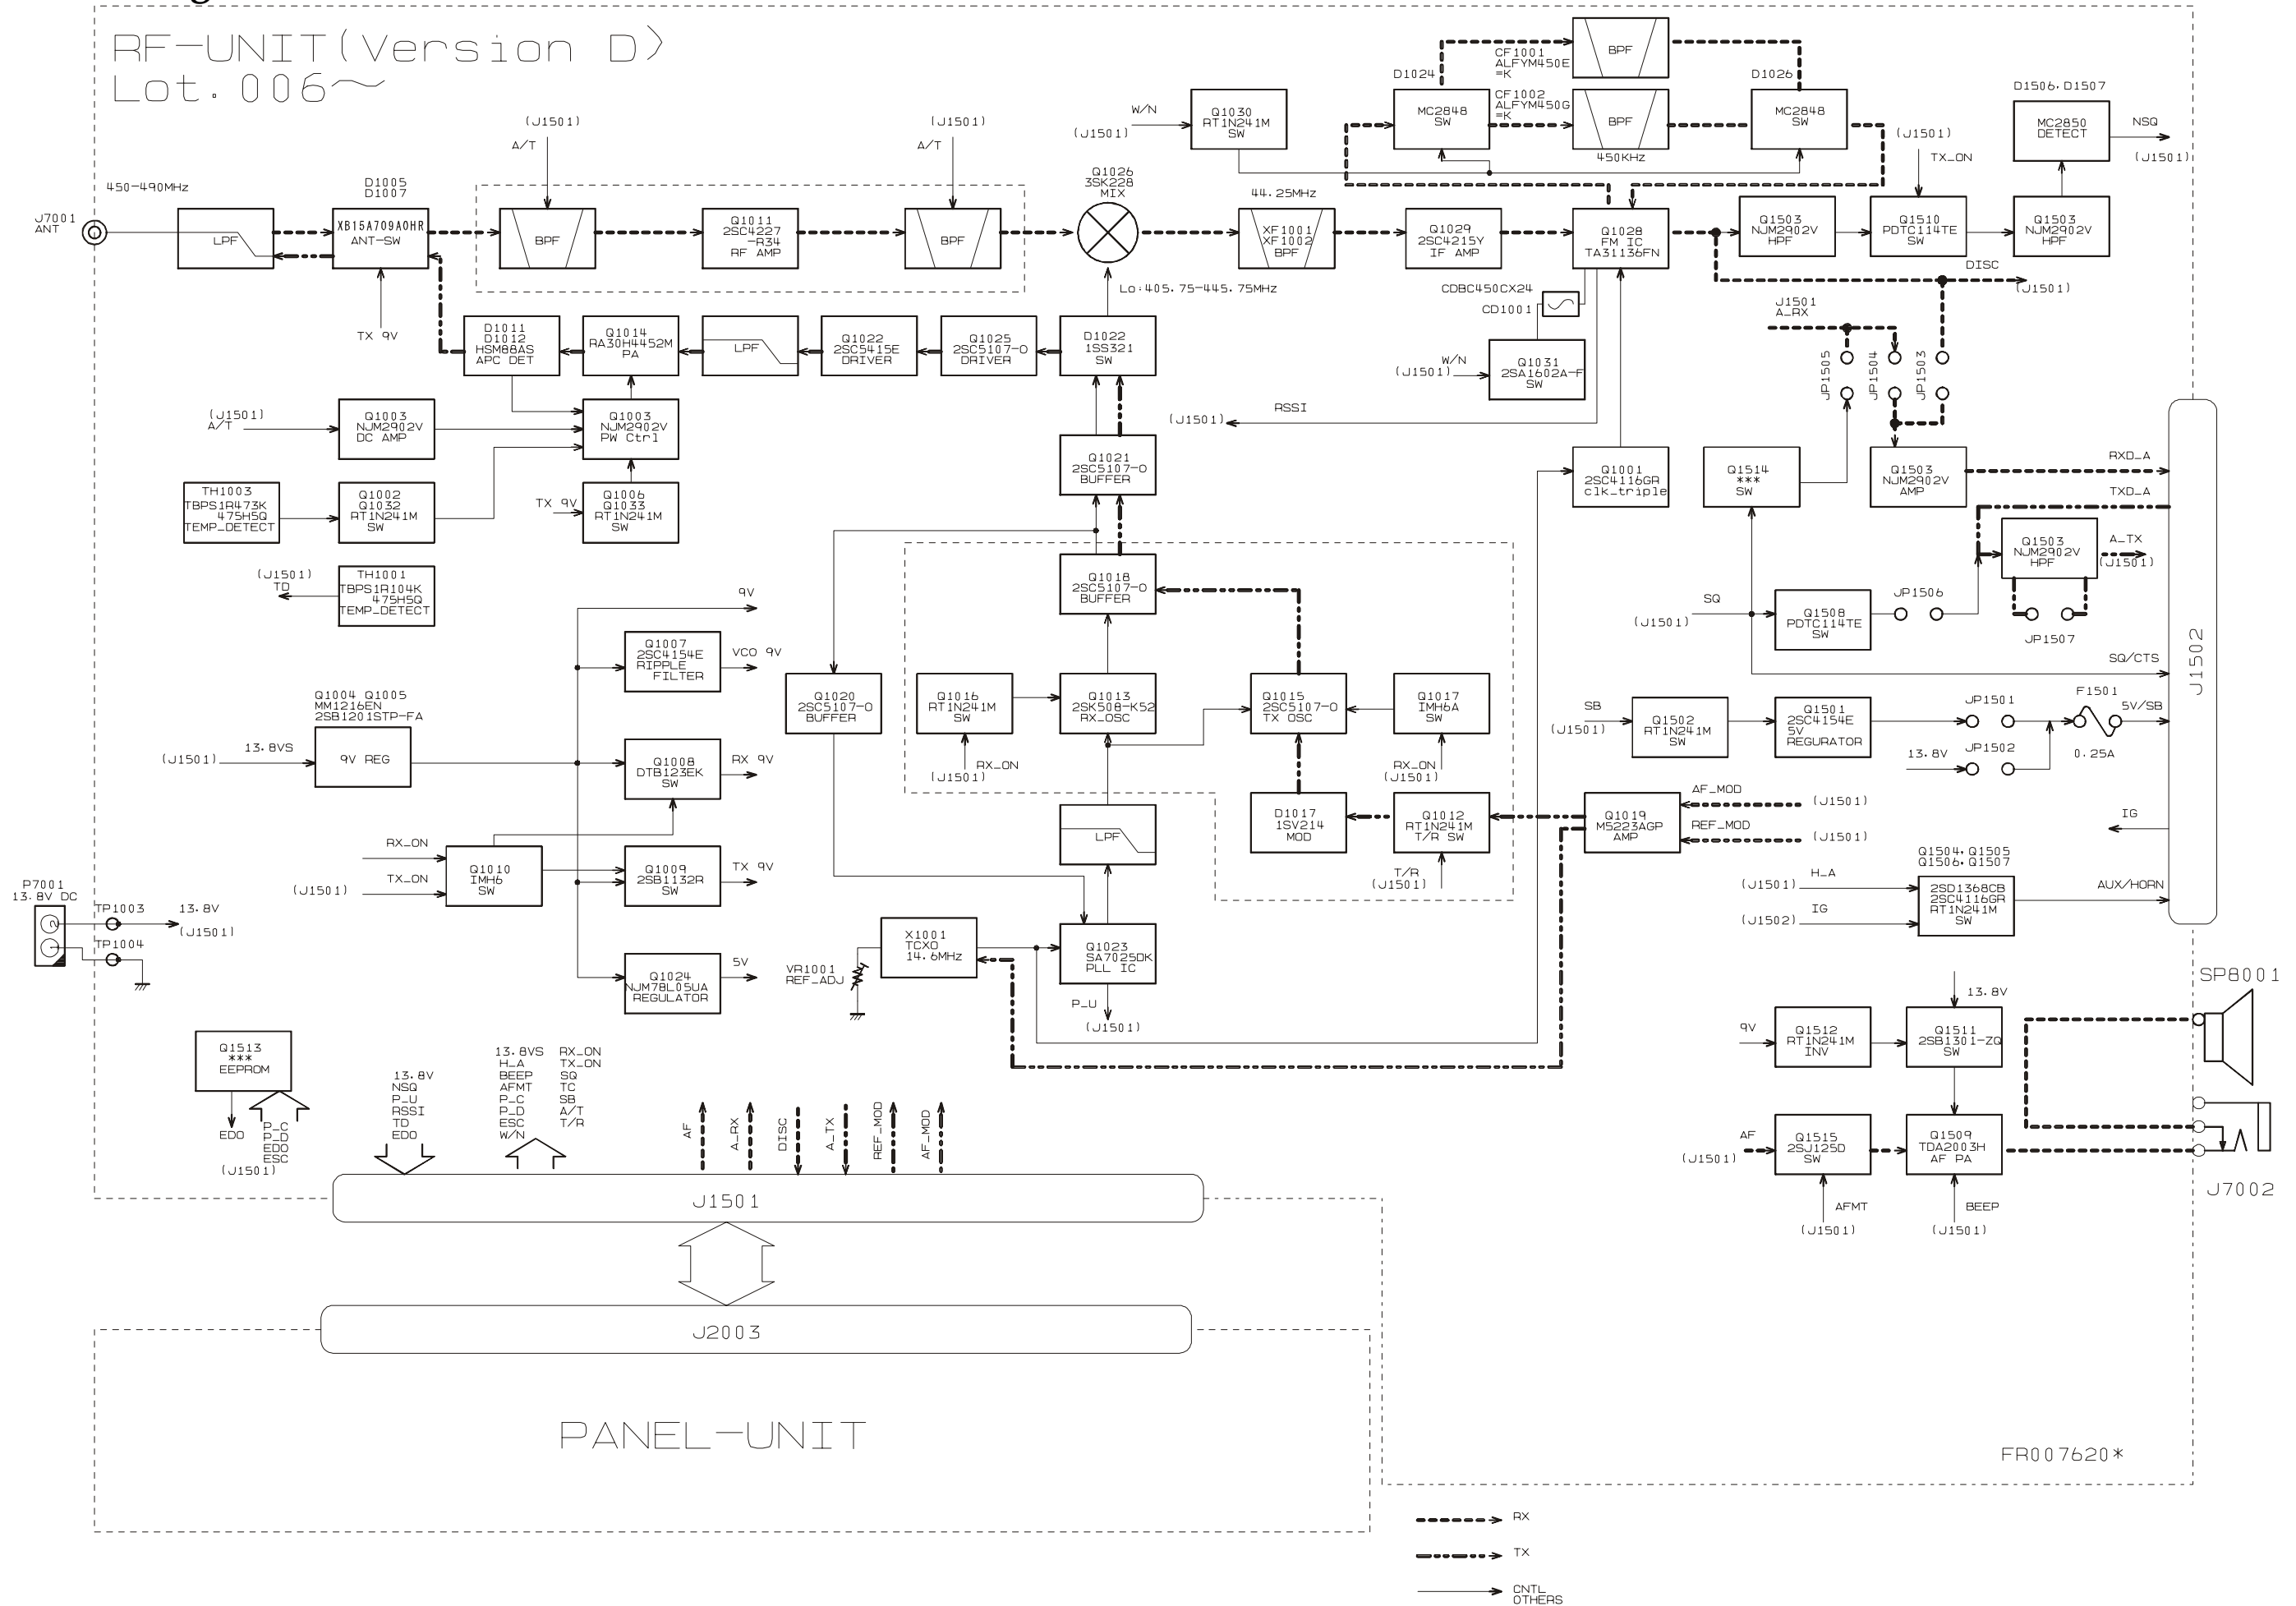 RF-UNIT(Version D)
Lot.006~
450-490MHz
J7001
ANT
LPF
D1005
D1007
XB15A709A0HR
ANT-SW
TX 9V
(J1501)
A/T
BPF
Q1011
2SC4227
-R34
RF AMP
(J1501)
A/T
BPF
Q1026
3SK228
MIX
Lo:405.75-445.75MHz
W/N
(J1501)
Q1030
RT1N241M
SW
44.25MHz
XF1001
XF1002
BPF
D1024
MC2848
SW
CF1001
ALFYM450E
=K
BPF
CF1002
ALFYM450G
=K
BPF
450KHz
D1026
MC2848
SW
Q1029
2SC4215Y
IF AMP
Q1028
FM IC
TA31136FN
CDBC450CX24
CD1001
W/N
(J1501)
Q1031
2SA1602A-F
SW
RSSI
(J1501)
Q1503
NJM2902V
HPF
(J1501)
TX_ON
Q1510
PDTC114TE
SW
Q1503
NJM2902V
HPF
D1506,D1507
MC2850
DETECT
NSQ
(J1501)
DISC
(J1501)
J1501
A_RX
JP1505
JP1504
JP1503
D1011
D1012
HSM88AS
APC DET
Q1014
RA30H4452M
PA
LPF
Q1022
2SC5415E
DRIVER
Q1025
2SC5107-O
DRIVER
D1022
1SS321
SW
(J1501)
A/T
Q1003
NJM2902V
DC AMP
Q1003
NJM2902V
PW Ctrl
TH1003
TBPS1R473K
475H5Q
TEMP_DETECT
Q1002
Q1032
RT1N241M
SW
TX 9V
Q1006
Q1033
RT1N241M
SW
(J1501)
TD
TH1001
TBPS1R104K
475H5Q
TEMP_DETECT
Q1021
2SC5107-O
BUFFER
Q1001
2SC4116GR
clk_triple
Q1514
***
SW
Q1503
NJM2902V
AMP
RXD_A
TXD_A
Q1503
NJM2902V
HPF
A_TX
(J1501)
JP1507
SQ
(J1501)
Q1508
PDTC114TE
SW
JP1506
SQ/CTS
J1502
9V
Q1007
2SC4154E
RIPPLE
FILTER
VCO 9V
Q1018
2SC5107-O
BUFFER
Q1020
2SC5107-O
BUFFER
Q1016
RT1N241M
SW
RX_ON
(J1501)
Q1013
2SK508-K52
RX_OSC
Q1015
2SC5107-O
TX OSC
Q1017
IMH6A
SW
RX_ON
(J1501)
SB
(J1501)
Q1502
RT1N241M
SW
Q1501
2SC4154E
5V
REGURATOR
JP1501
13.8V
JP1502
F1501
0.25A
5V/SB
Q1004 Q1005
MM1216EN
2SB1201STP-FA
(J1501)
13.8VS
9V REG
Q1008
DTB123EK
SW
RX 9V
RX_ON
TX_ON
(J1501)
Q1010
IMH6
SW
Q1009
2SB1132R
SW
TX 9V
LPF
D1017
1SV214
MOD
Q1012
RT1N241M
T/R SW
T/R
(J1501)
Q1019
M5223AGP
AMP
AF_MOD
(J1501)
REF_MOD
(J1501)
IG
Q1504,Q1505
Q1506,Q1507
H_A
(J1501)
IG
(J1502)
2SD1368CB
2SC4116GR
RT1N241M
SW
AUX/HORN
P7001
13.8V DC
2
1
TP1003
13.8V
(J1501)
TP1004
Q1024
NJM78L05UA
REGULATOR
5V
VR1001
REF_ADJ
X1001
TCXO
14.6MHz
Q1023
SA7025DK
PLL IC
P_U
(J1501)
9V
Q1512
RT1N241M
INV
13.8V
Q1511
2SB1301-ZQ
SW
SP8001
AF
(J1501)
Q1515
2SJ125D
SW
AFMT
(J1501)
Q1509
TDA2003H
AF PA
BEEP
(J1501)
J7002
Q1513
***
EEPROM
EDO
P_C
P_D
EDO
ESC
(J1501)
13.8V
NSQ
P_U
RSSI
TD
EDO
13.8VS RX_ON
H_A TX_ON
BEEP SQ
AFMT TC
P_C SB
P_D A/T
ESC T/R
W/N
AF
A_RX
DISC
A_TX
REF_MOD
AF_MOD
J1501
J2003
PANEL-UNIT
FR007620*
RX
TX
CNTL
OTHERS